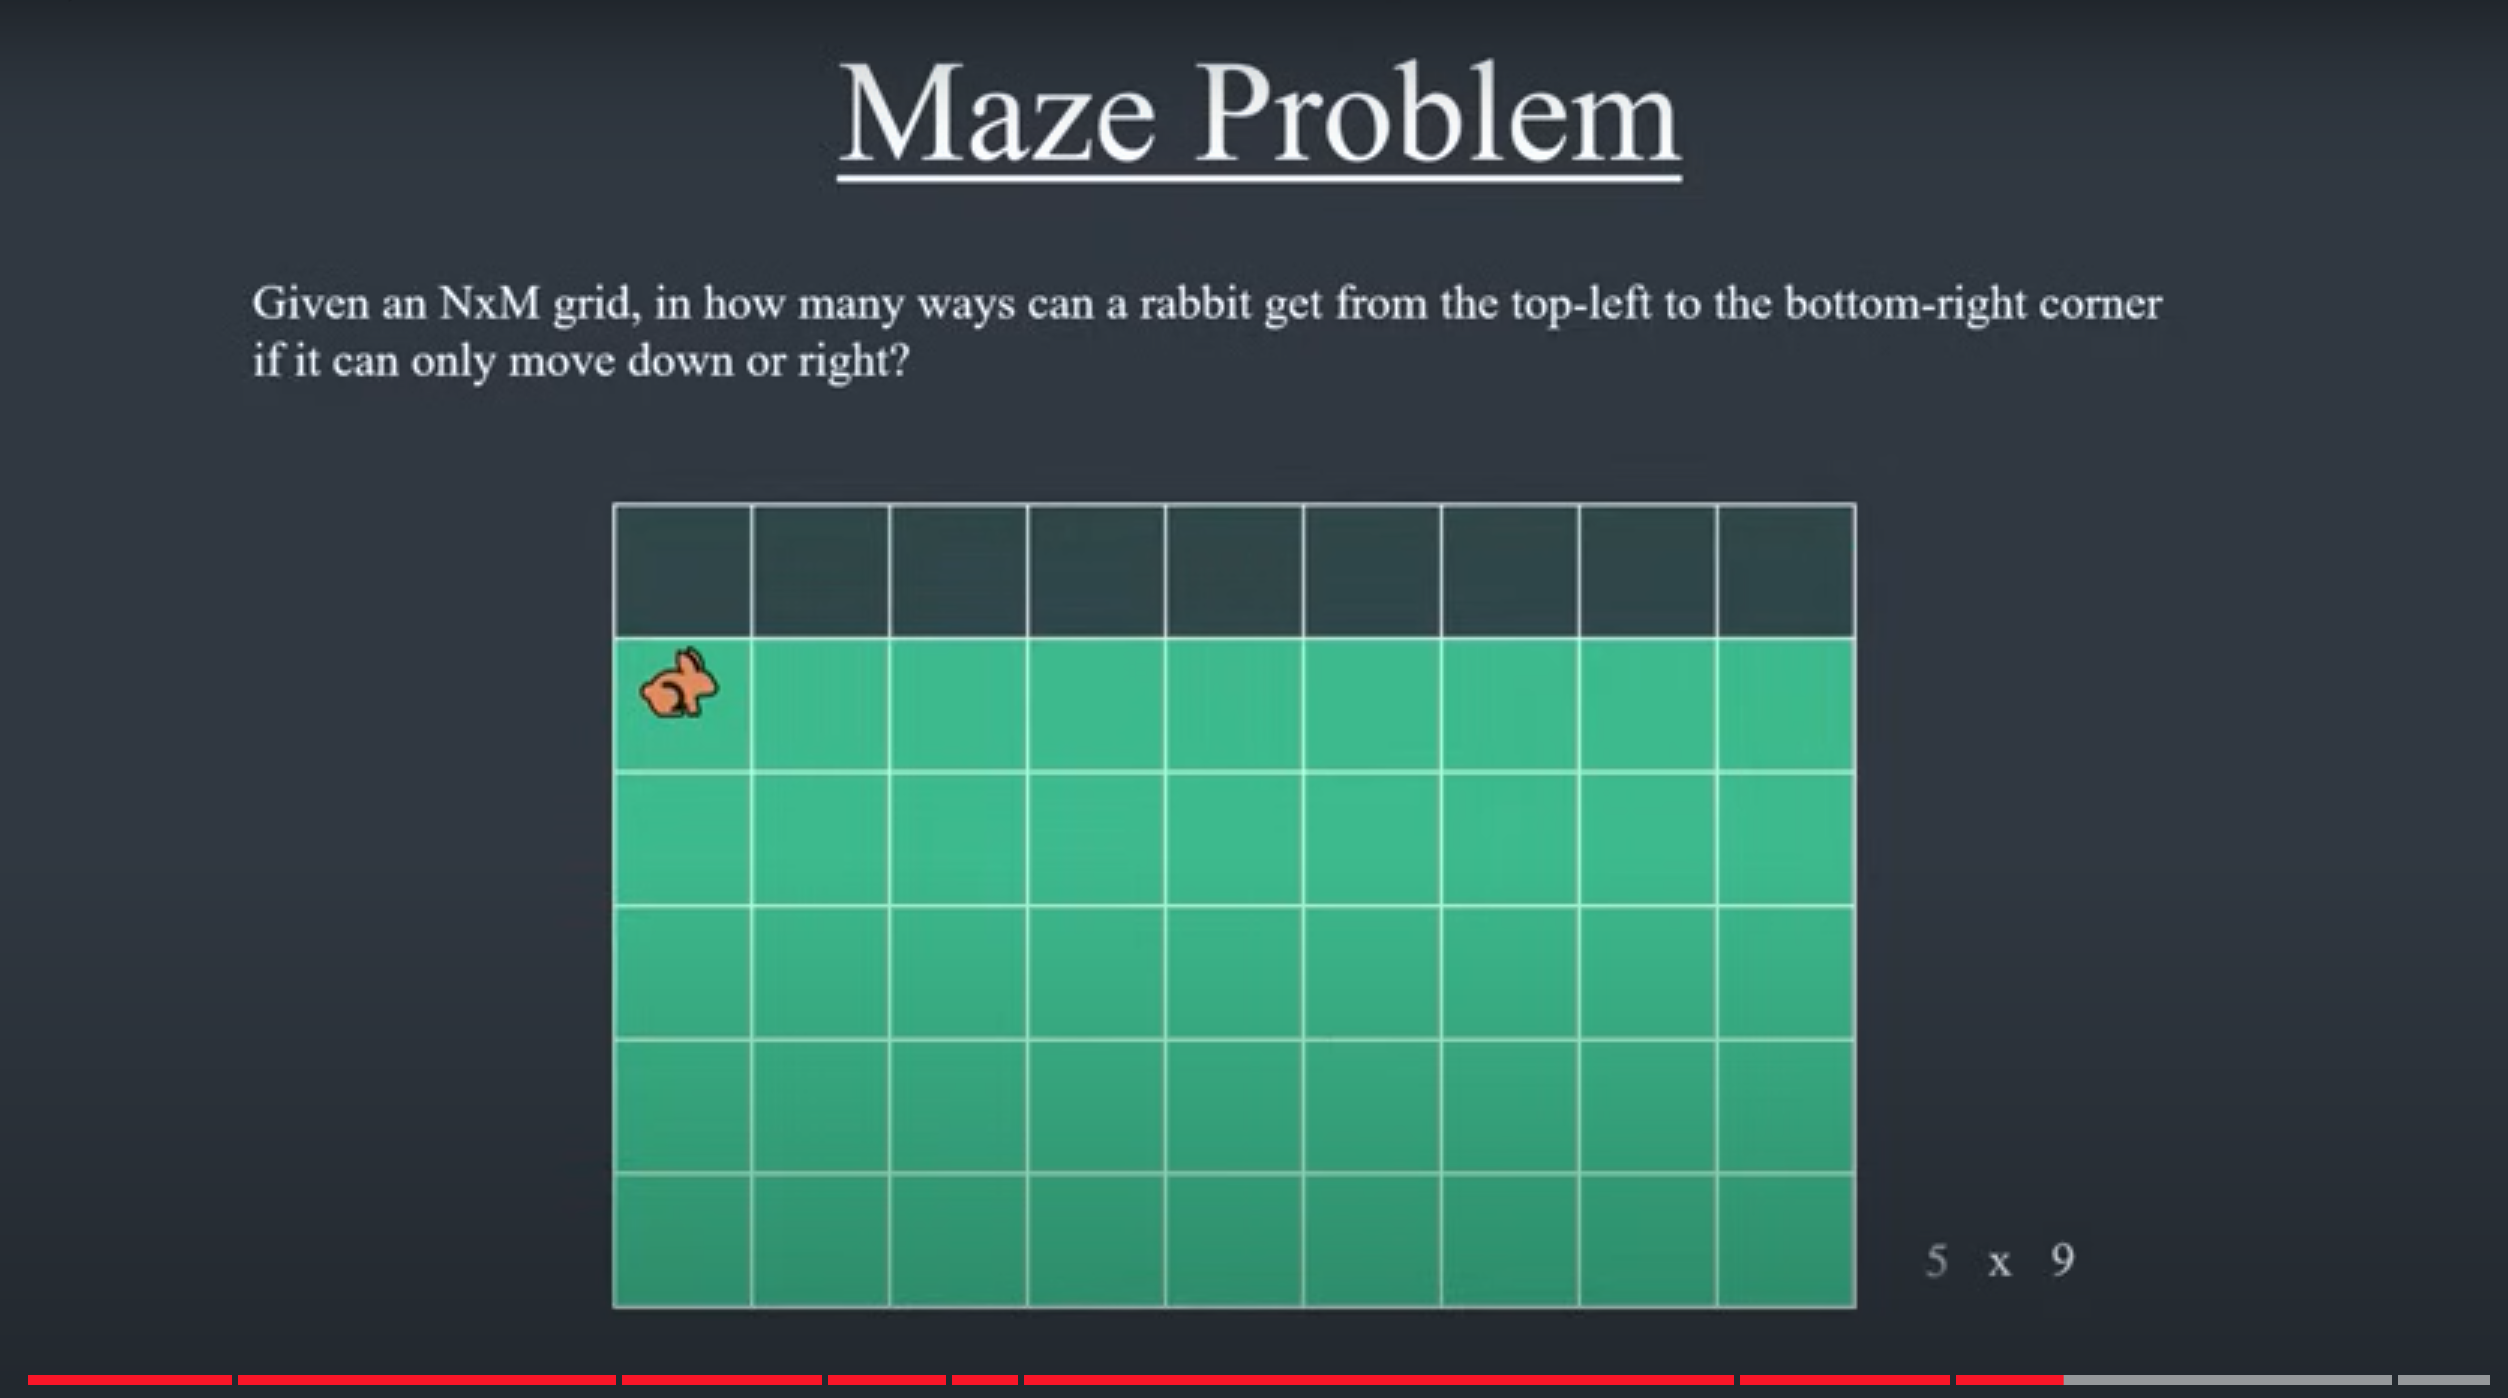 Maze Problem
Given an NxM grid, in how many ways can a rabbit get from the top-left to the bottom-right corner
if it can only move down or right?
5 x 9